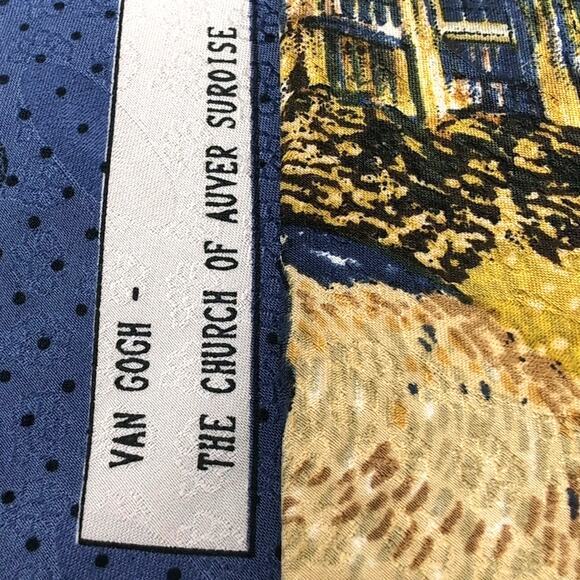 VAN GOGH -
THE CHURCH OF AUVER SUROISE